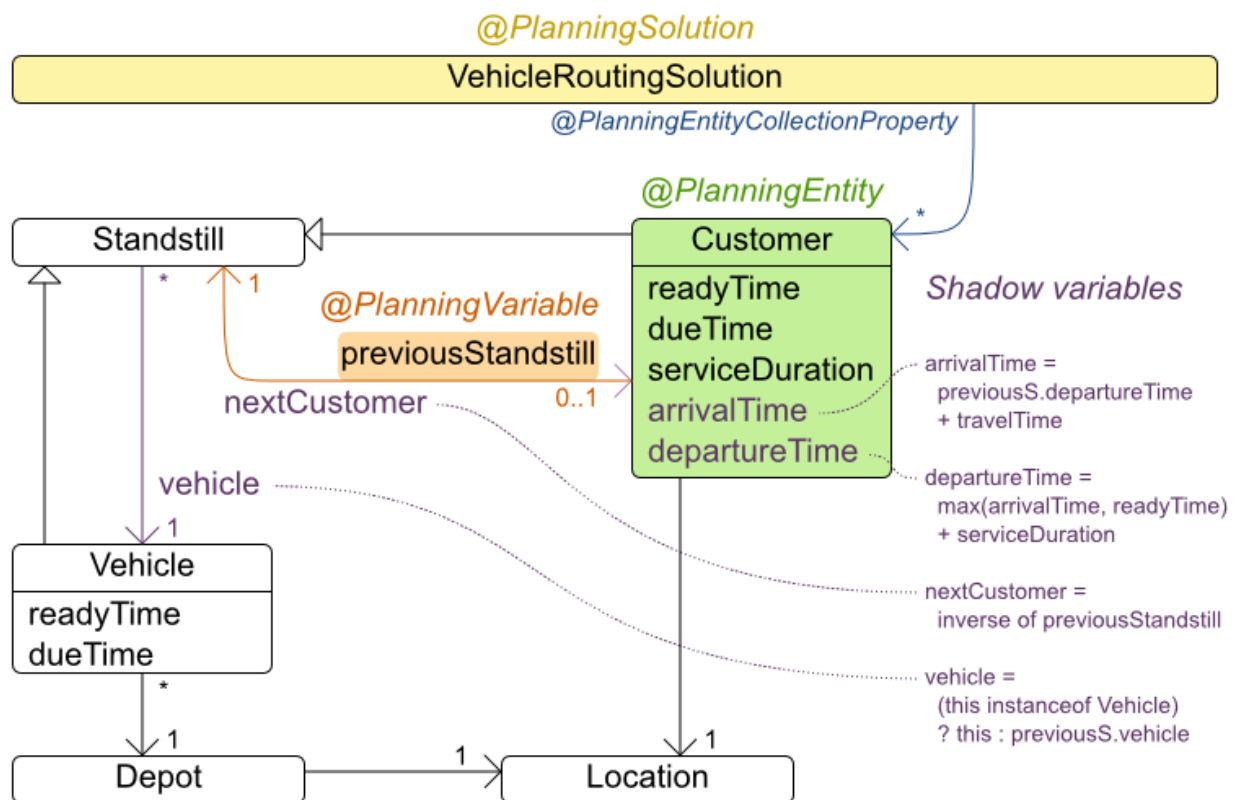 @PlanningSolution
VehicleRoutingSolution
@PlanningEntityCollectionProperty
@PlanningEntity
*
Standstill
Customer
*
1
@PlanningVariable
previousStandstill
0..1
nextCustomer
readyTime
dueTime
serviceDuration
arrivalTime
departureTime
Shadow variables
arrivalTime =
previousS.departureTime
+ travelTime
departureTime =
max(arrivalTime, readyTime)
+ serviceDuration
nextCustomer =
inverse of previousStandstill
vehicle =
(this instanceof Vehicle)
? this : previousS.vehicle
vehicle
1
Vehicle
readyTime
dueTime
*
1
Depot
1
1
Location